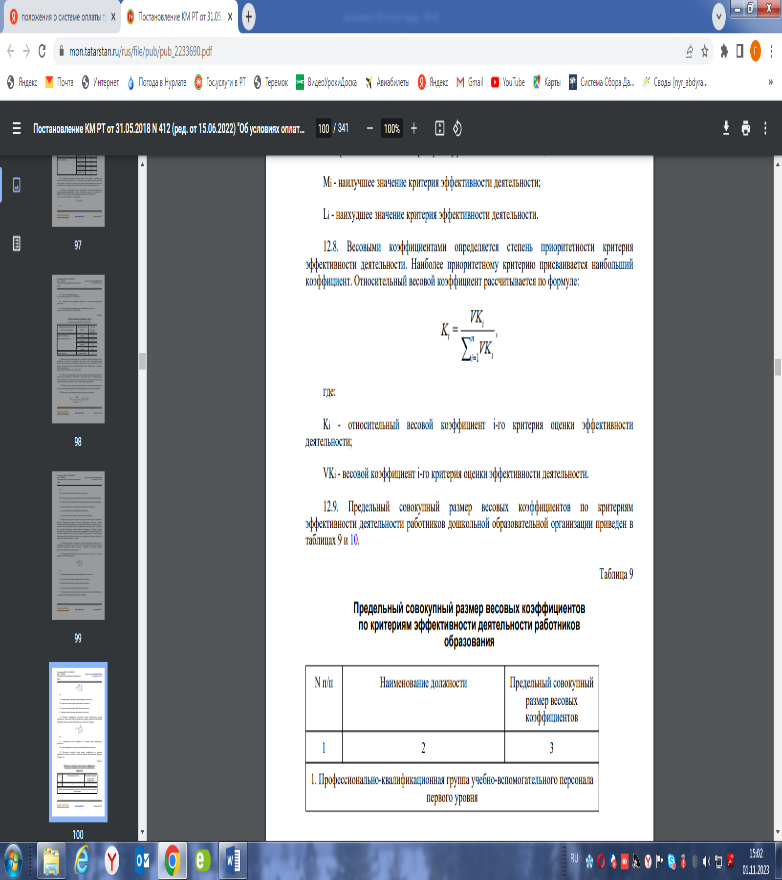 положения о системе оплаты т
Постановление КМ РТ от 31.05.
mon.tatarstan.ru/rus/file/pub/pub_2233690.pdf
Яндекс Почта Интернет Погода в Нурлате Госуслуги в РТ Теремок ВидеоУрокиДоска Авиабилеты Яндекс Gmail YouTube Карты Система Сбора Да... Своды [nyr_abdyra... »
Постановление КМ РТ от 31.05.2018 N 412 (ред. от 15.06.2022) "Об условиях оплат... 100 / 341 — 100% +
97
98
99
100
Mi - наилучшее значение критерия эффективности деятельности;
Li - наихудшее значение критерия эффективности деятельности.
12.8. Весовыми коэффициентами определяется степень приоритетности критерия
эффективности деятельности. Наиболее приоритетному критерию присваивается наибольший
коэффициент. Относительный весовой коэффициент рассчитывается по формуле:
K_i = VK_i / ∑^n_{i=1} VK_i,
где:
Ki - относительный весовой коэффициент i-го критерия оценки эффективности
деятельности;
VKi - весовой коэффициент i-го критерия оценки эффективности деятельности.
12.9. Предельный совокупный размер весовых коэффициентов по критериям
эффективности деятельности работников дошкольной образовательной организации приведен в
таблицах 9 и 10.
Таблица 9
Предельный совокупный размер весовых коэффициентов
по критериям эффективности деятельности работников
образования
N п/п Наименование должности Предельный совокупный
размер весовых
коэффициентов
1 2 3
1. Профессионально-квалификационная группа учебно-вспомогательного персонала
первого уровня
RU 15:02
01.11.2023